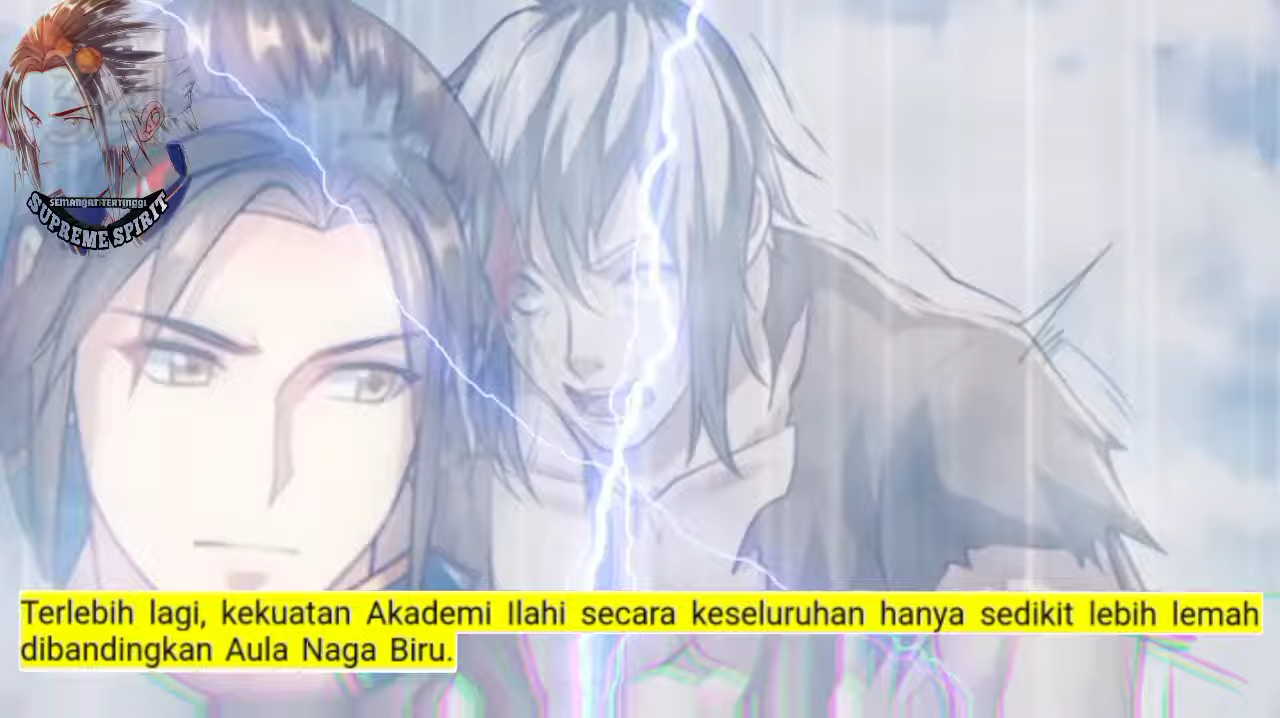 SEMANGAT TERTINGGI
SUPREME SPIRIT
Terlebih lagi, kekuatan Akademi Ilahi secara keseluruhan hanya sedikit lebih lemah
dibandingkan Aula Naga Biru.